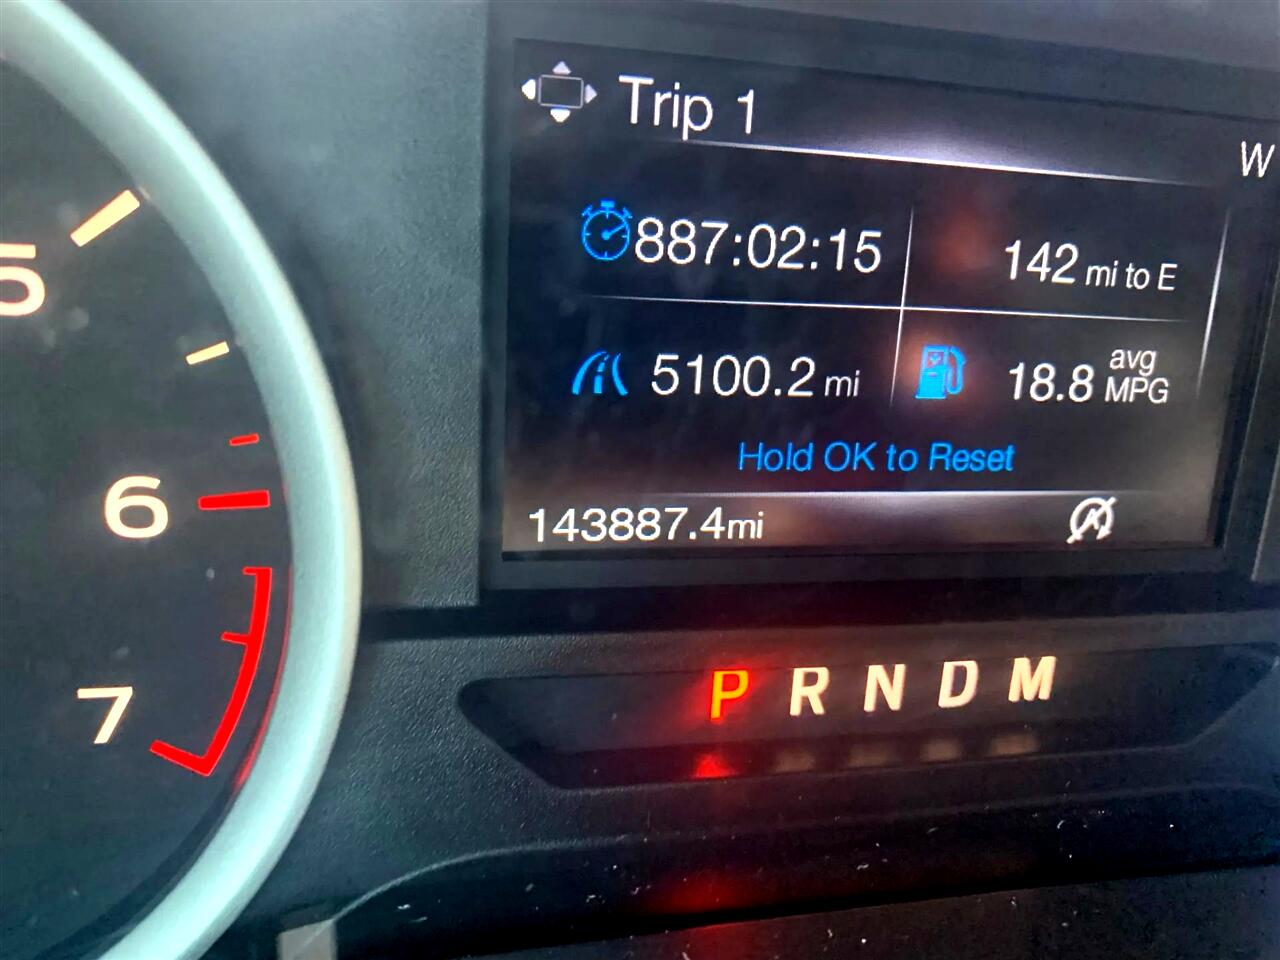 Trip 1
W
887:02:15
142 mi to E
5100.2 mi
18.8 avg MPG
Hold OK to Reset
143887.4mi
P R N D M
5
6
7